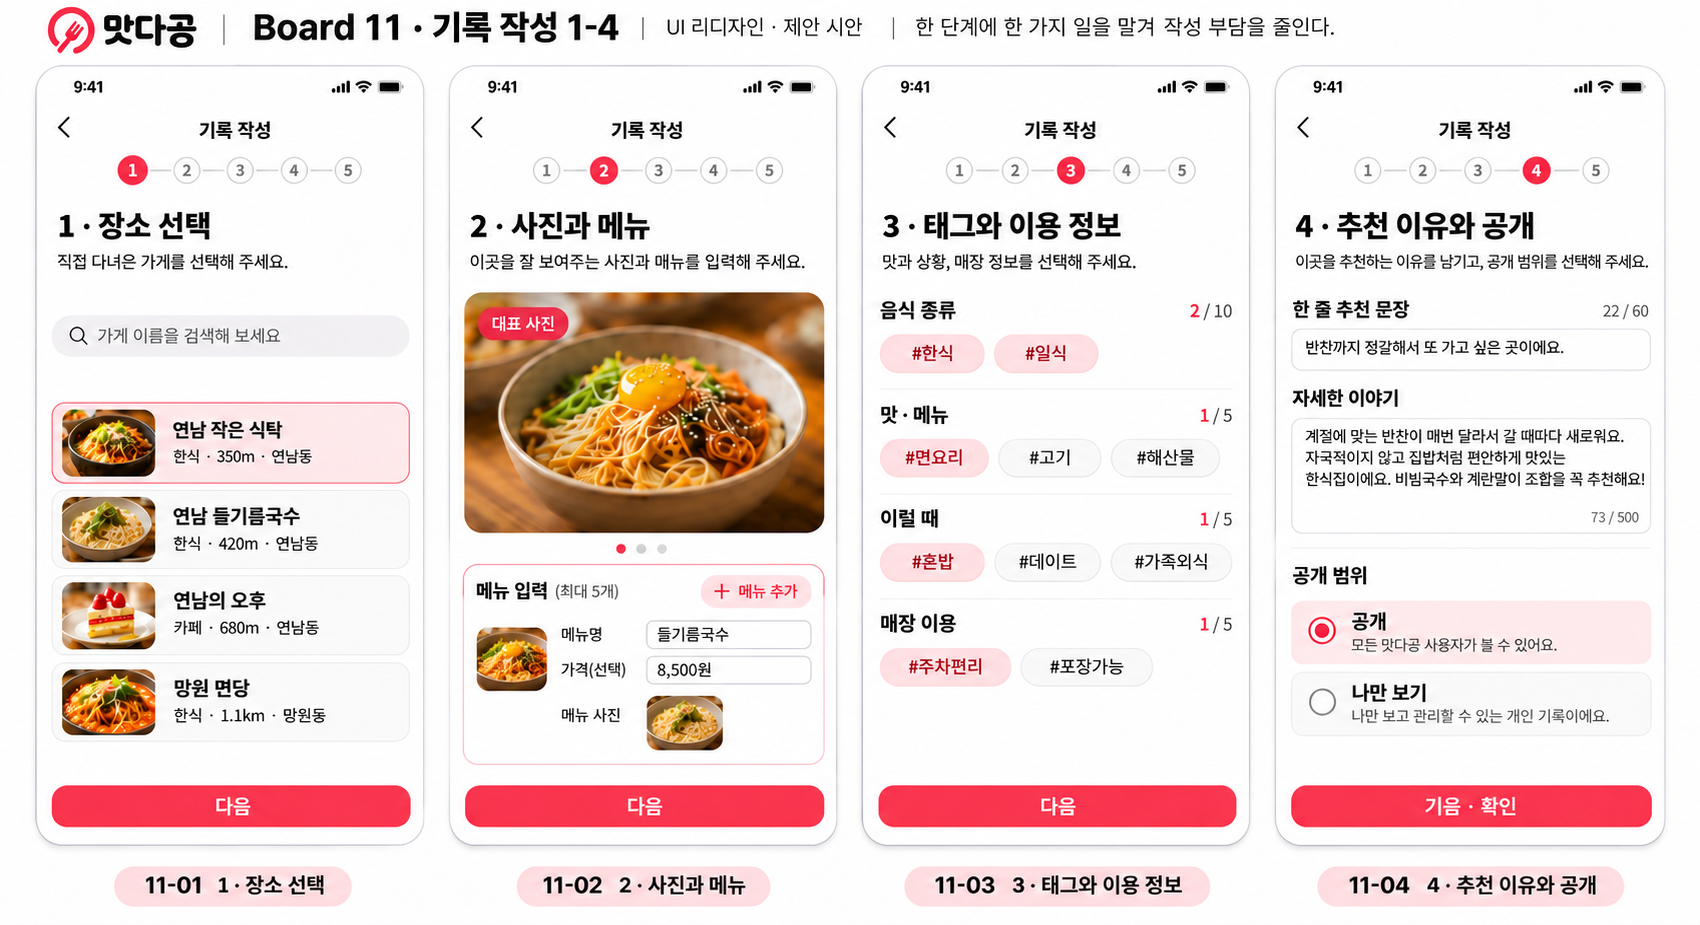 맛다공
Board 11 · 기록 작성 1-4
UI 리디자인 · 제안 시안
한 단계에 한 가지 일을 맡겨 작성 부담을 줄인다.
9:41
기록 작성
1 2 3 4 5
1 · 장소 선택
직접 다녀온 가게를 선택해 주세요.
가게 이름을 검색해 보세요
연남 작은 식탁
한식 · 350m · 연남동
연남 들기름국수
한식 · 420m · 연남동
연남의 오후
카페 · 680m · 연남동
망원 면당
한식 · 1.1km · 망원동
다음
11-01 1 · 장소 선택
9:41
기록 작성
1 2 3 4 5
2 · 사진과 메뉴
이곳을 잘 보여주는 사진과 메뉴를 입력해 주세요.
대표 사진
메뉴 입력 (최대 5개)
+ 메뉴 추가
메뉴명
들기름국수
가격(선택)
8,500원
메뉴 사진
다음
11-02 2 · 사진과 메뉴
9:41
기록 작성
1 2 3 4 5
3 · 태그와 이용 정보
맛과 상황, 매장 정보를 선택해 주세요.
음식 종류 2 / 10
#한식 #일식
맛 · 메뉴 1 / 5
#면요리 #고기 #해산물
이럴 때 1 / 5
#혼밥 #데이트 #가족외식
매장 이용 1 / 5
#주차편리 #포장가능
다음
11-03 3 · 태그와 이용 정보
9:41
기록 작성
1 2 3 4 5
4 · 추천 이유와 공개
이곳을 추천하는 이유를 남기고, 공개 범위를 선택해 주세요.
한 줄 추천 문장 22 / 60
반찬까지 정갈해서 또 가고 싶은 곳이에요.
자세한 이야기
계절에 맞는 반찬이 매번 달라서 갈 때따다 새로워요.
자국적이지 않고 집밥처럼 편안하게 맛있는
한식집이에요. 비빔국수와 계란말이 조합을 꼭 추천해요!
73 / 500
공개 범위
공개
모든 맛다공 사용자가 볼 수 있어요.
나만 보기
나만 보고 관리할 수 있는 개인 기록이에요.
기음 · 확인
11-04 4 · 추천 이유와 공개